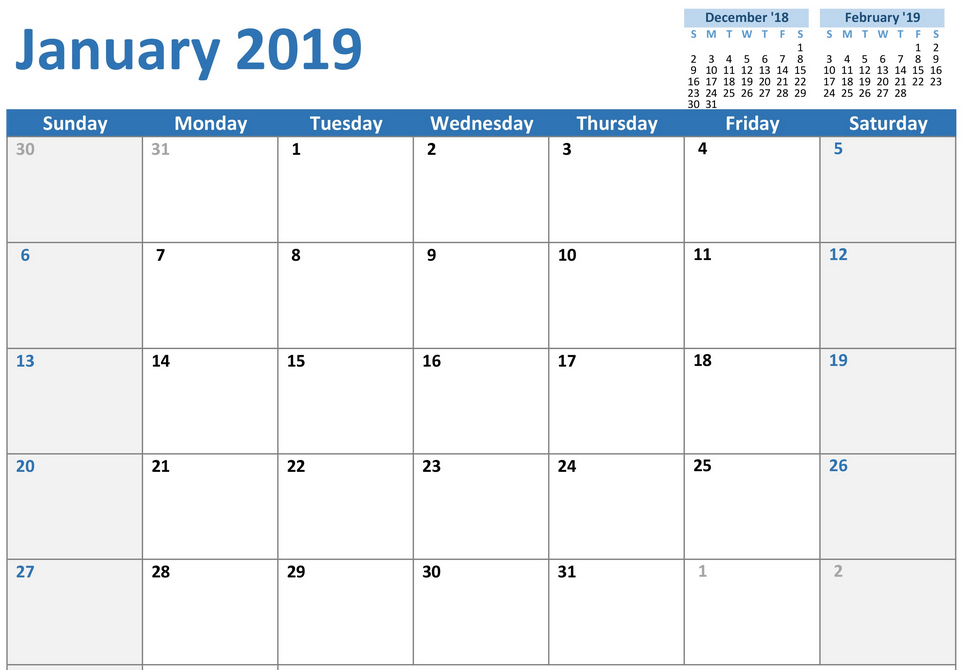 January 2019
December '18
S M T W T F S
1
2 3 4 5 6 7 8
9 10 11 12 13 14 15
16 17 18 19 20 21 22
23 24 25 26 27 28 29
30 31
February '19
S M T W T F S
1 2
3 4 5 6 7 8 9
10 11 12 13 14 15 16
17 18 19 20 21 22 23
24 25 26 27 28
Sunday Monday Tuesday Wednesday Thursday Friday Saturday
30 31 1 2 3 4 5
6 7 8 9 10 11 12
13 14 15 16 17 18 19
20 21 22 23 24 25 26
27 28 29 30 31 1 2